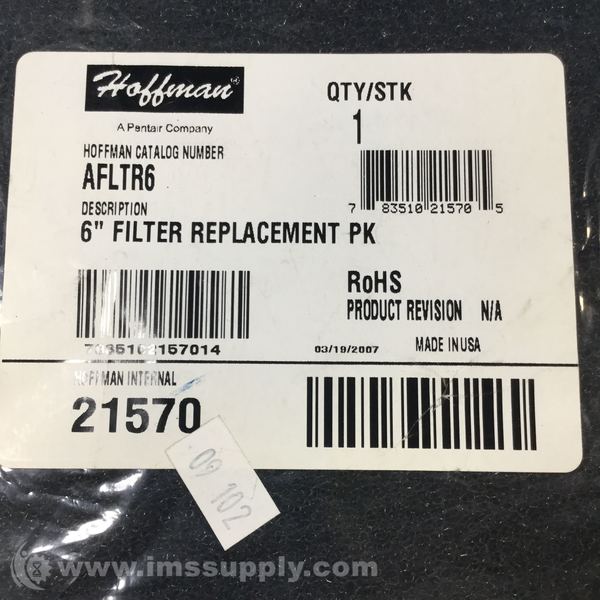 Hoffman®
A Pentair Company
QTY/STK
1
HOFFMAN CATALOG NUMBER
AFLTR6
7 83510 21570 5
DESCRIPTION
6" FILTER REPLACEMENT PK
RoHS
PRODUCT REVISION N/A
7835102157014
03/19/2007
MADE IN USA
HOFFMAN INTERNAL
21570
09 102
www.imssupply.com